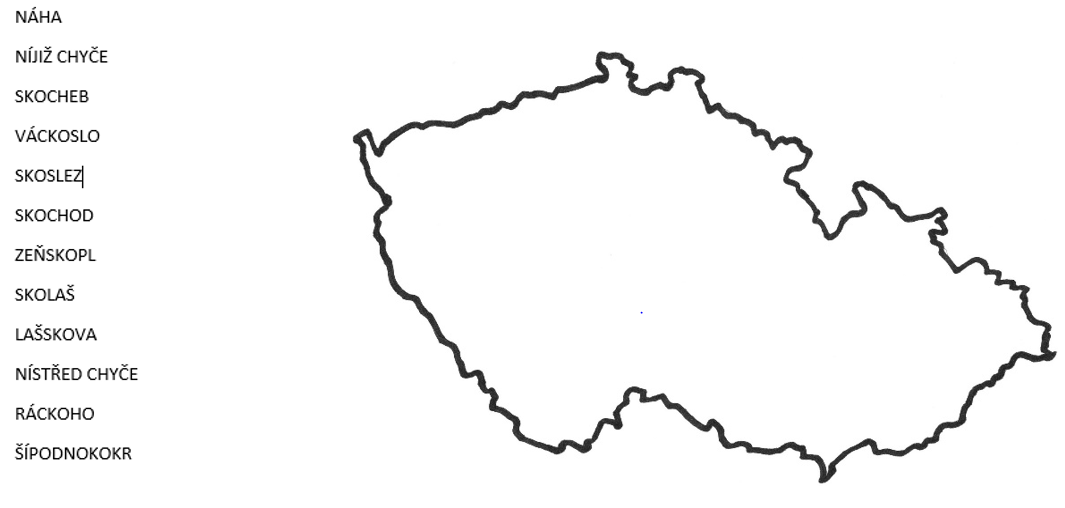 NÁHA
NÍJIŽ CHYČE
SKOCHEB
VÁCKOSLO
SKOSLEZ
SKOCHOD
ZEŇSKOPL
SKOLAŠ
LAŠSKOVA
NÍSTŘED CHYČE
RÁCKOHO
ŠÍPODNOKOKR